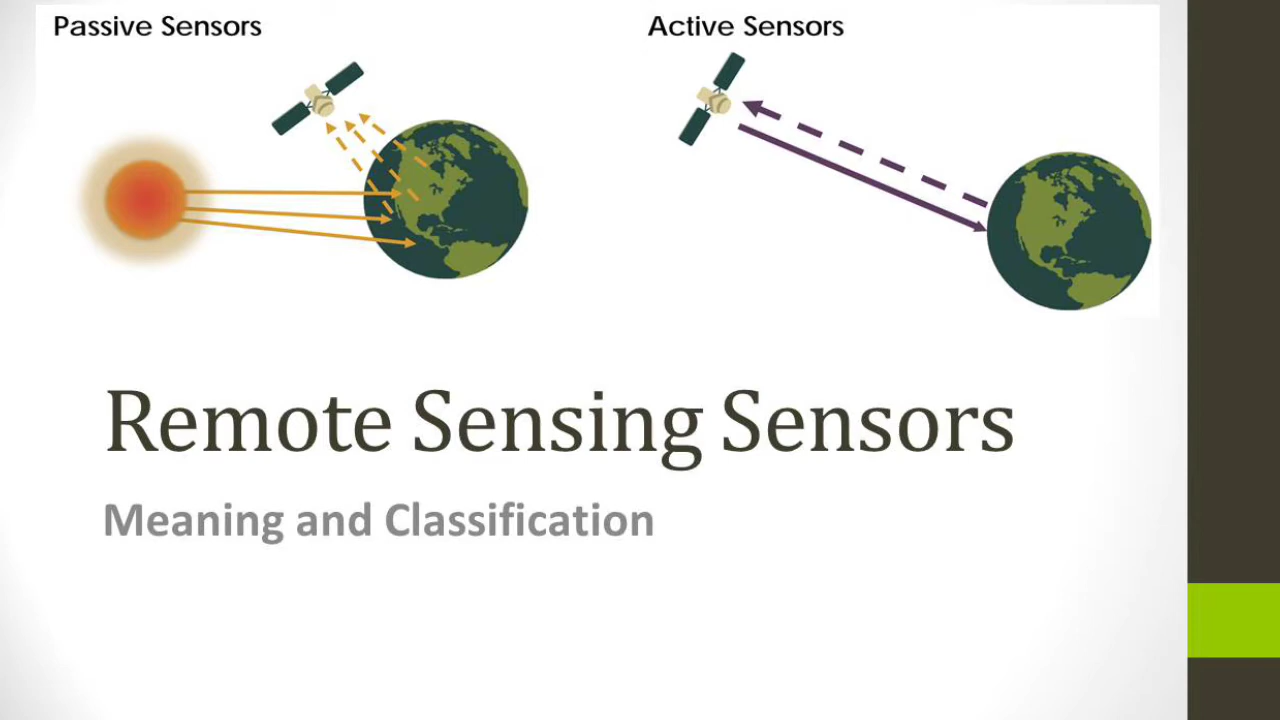 Passive Sensors
Active Sensors
Remote Sensing Sensors
Meaning and Classification